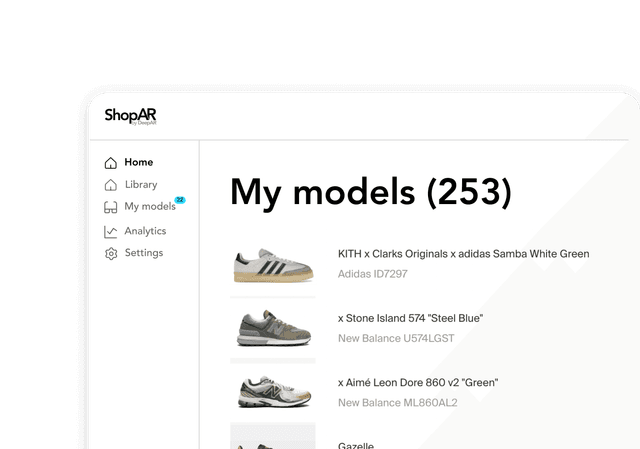 ShopAR
by DeepAR
Home
Library
My models
Analytics
Settings
My models (253)
KITH x Clarks Originals x adidas Samba White Green
Adidas ID7297
x Stone Island 574 "Steel Blue"
New Balance U574LGST
x Aimé Leon Dore 860 v2 "Green"
New Balance ML860AL2
Gazelle